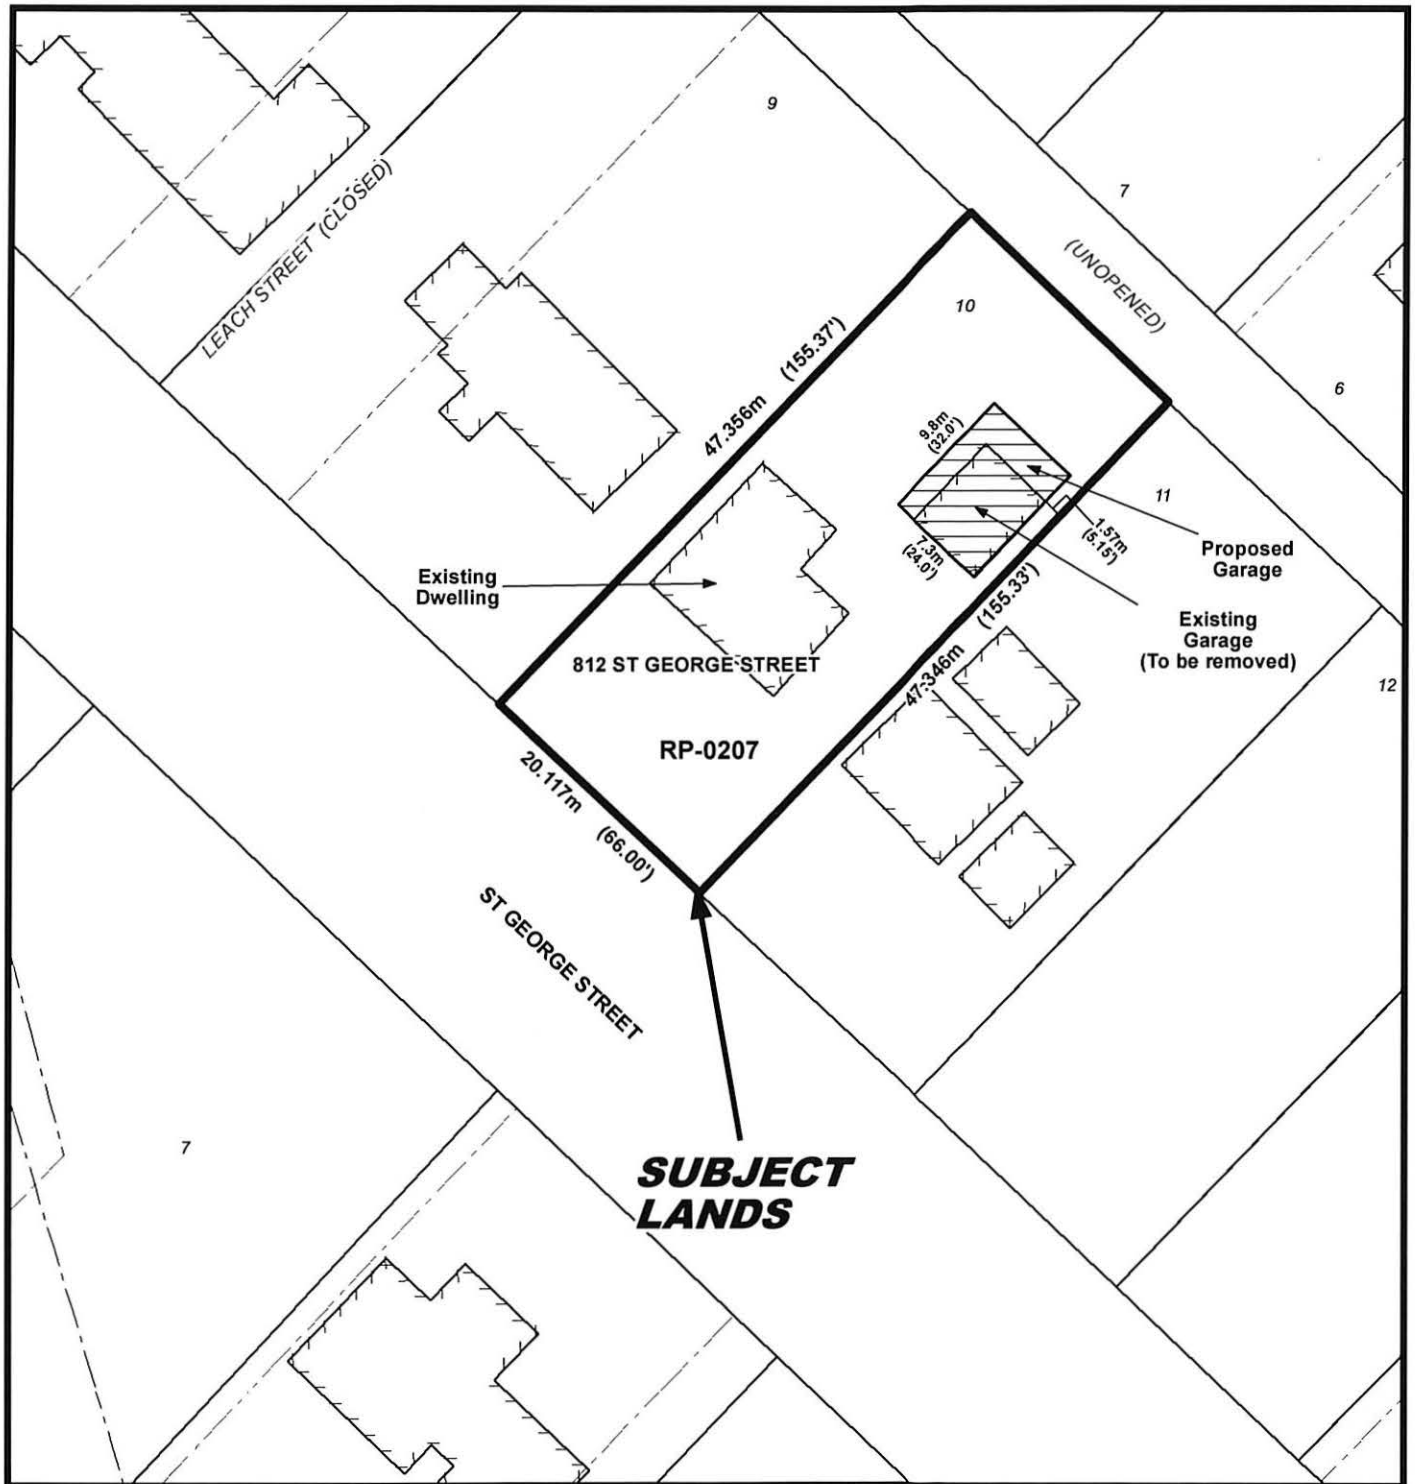 9
7
LEACH STREET (CLOSED)
(UNOPENED)
10
6
47.356m (155.37')
9.8m
(32.0')
11
1.57m
(5.15')
Proposed
Garage
7.3m
(24.0')
Existing
Dwelling
Existing
Garage
(To be removed)
47.346m (155.33')
812 ST GEORGE STREET
12
RP-0207
20.117m (66.00')
ST GEORGE STREET
7
SUBJECT
LANDS